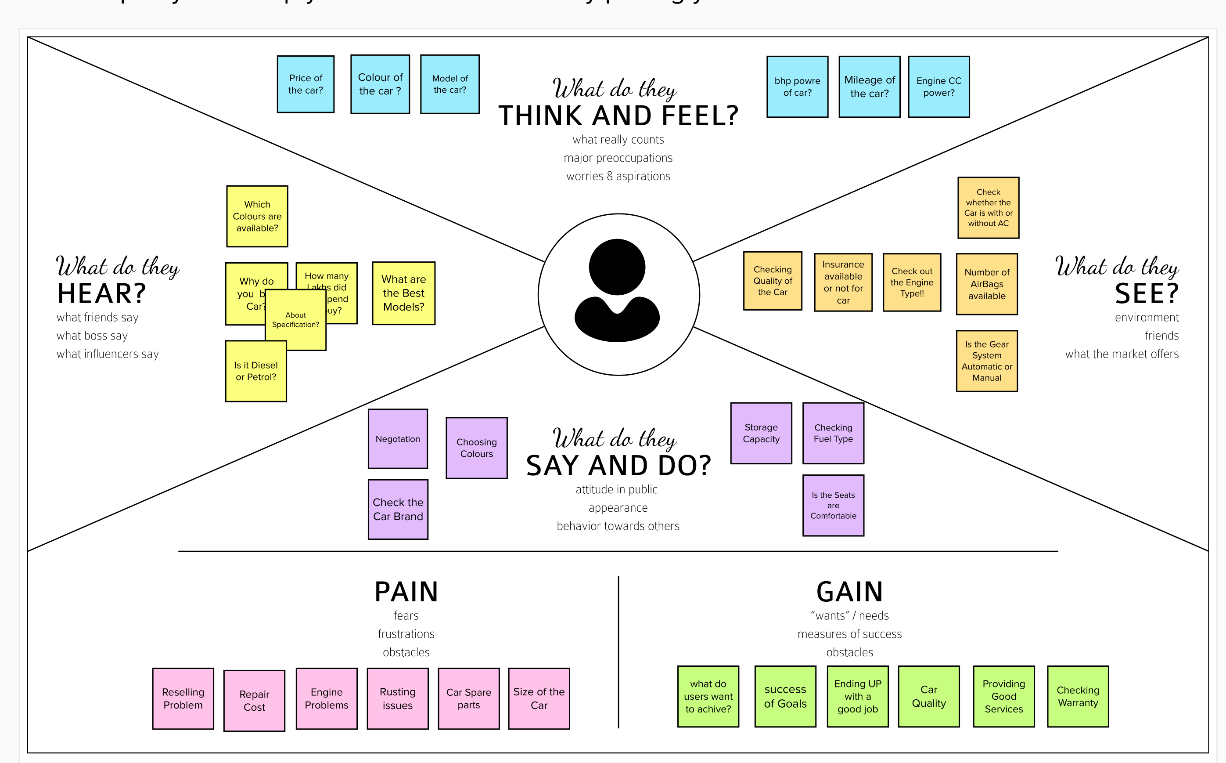 Price of
the car?
Colour of
the car ?
Model of
the car?
What do they
THINK AND FEEL?
what really counts
major preoccupations
worries & aspirations
bhp powre
of car?
Mileage of
the car?
Engine CC
power?
What do they
HEAR?
what friends say
what boss say
what influencers say
Which
Colours are
available?
Why do
you
Car?
How many
did
About
Specification?
What are
the Best
Models?
Is it Diesel
or Petrol?
Checking
Quality of
the Car
Insurance
available
or not for
car
Check out
the Engine
Type!!
Check
whether the
Car is with or
without AC
Number of
AirBags
available
Is the Gear
System
Automatic or
Manual
What do they
SEE?
environment
friends
what the market offers
Negotation
Choosing
Colours
Check the
Car Brand
What do they
SAY AND DO?
attitude in public
appearance
behavior towards others
Storage
Capacity
Checking
Fuel Type
Is the Seats
are
Comfortable
PAIN
fears
frustrations
obstacles
Reselling
Problem
Repair
Cost
Engine
Problems
Rusting
issues
Car Spare
parts
Size of the
Car
GAIN
"wants" / needs
measures of success
obstacles
what do
users want
to achive?
success
of Goals
Ending UP
with a
good job
Car
Quality
Providing
Good
Services
Checking
Warranty